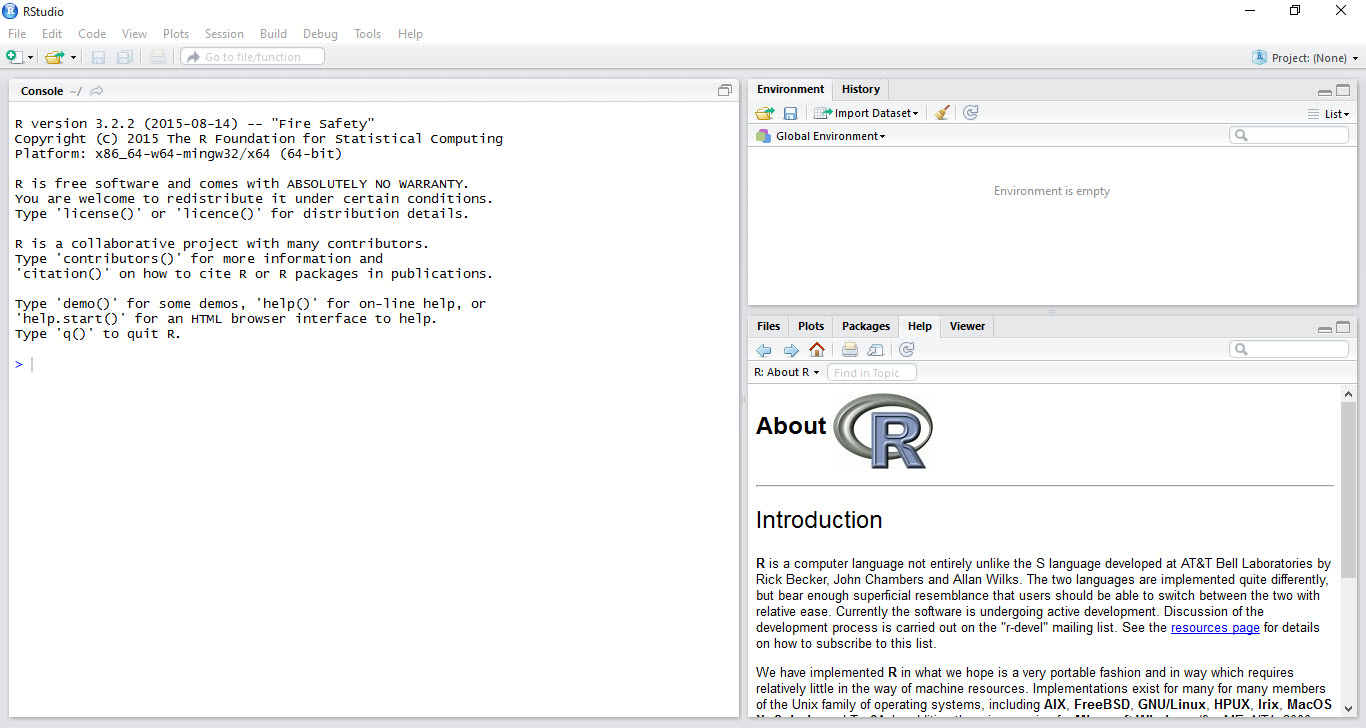 RStudio
File Edit Code View Plots Session Build Debug Tools Help
Go to file/function
Project: (None)
Console ~/
R version 3.2.2 (2015-08-14) -- "Fire Safety"
Copyright (C) 2015 The R Foundation for Statistical Computing
Platform: x86_64-w64-mingw32/x64 (64-bit)
R is free software and comes with ABSOLUTELY NO WARRANTY.
You are welcome to redistribute it under certain conditions.
Type 'license()' or 'licence()' for distribution details.
R is a collaborative project with many contributors.
Type 'contributors()' for more information and
'citation()' on how to cite R or R packages in publications.
Type 'demo()' for some demos, 'help()' for on-line help, or
'help.start()' for an HTML browser interface to help.
Type 'q()' to quit R.
>
Environment History
Import Dataset List
Global Environment
Environment is empty
Files Plots Packages Help Viewer
R: About R Find in Topic
About R
Introduction
R is a computer language not entirely unlike the S language developed at AT&T Bell Laboratories by
Rick Becker, John Chambers and Allan Wilks. The two languages are implemented quite differently,
but bear enough superficial resemblance that users should be able to switch between the two with
relative ease. Currently the software is undergoing active development. Discussion of the
development process is carried out on the "r-devel" mailing list. See the resources page for details
on how to subscribe to this list.
We have implemented R in what we hope is a very portable fashion and in way which requires
relatively little in the way of machine resources. Implementations exist for many for many members
of the Unix family of operating systems, including AIX, FreeBSD, GNU/Linux, HPUX, Irix, MacOS